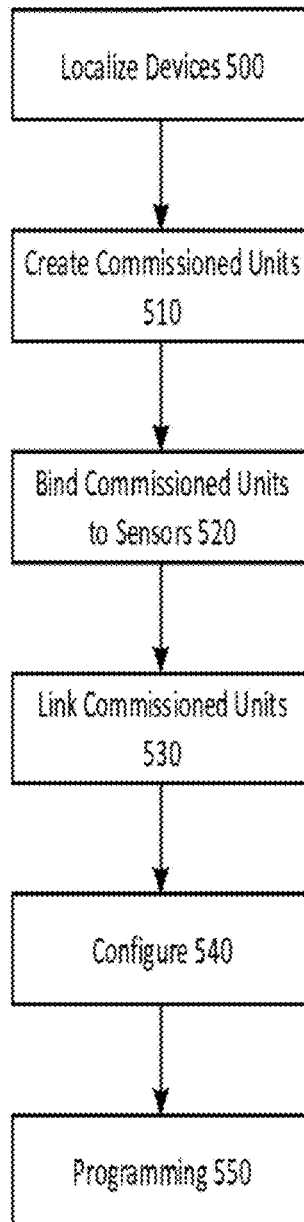 Localize Devices 500
Create Commissioned Units
510
Bind Commissioned Units
to Sensors 520
Link Commissioned Units
530
Configure 540
Programming 550